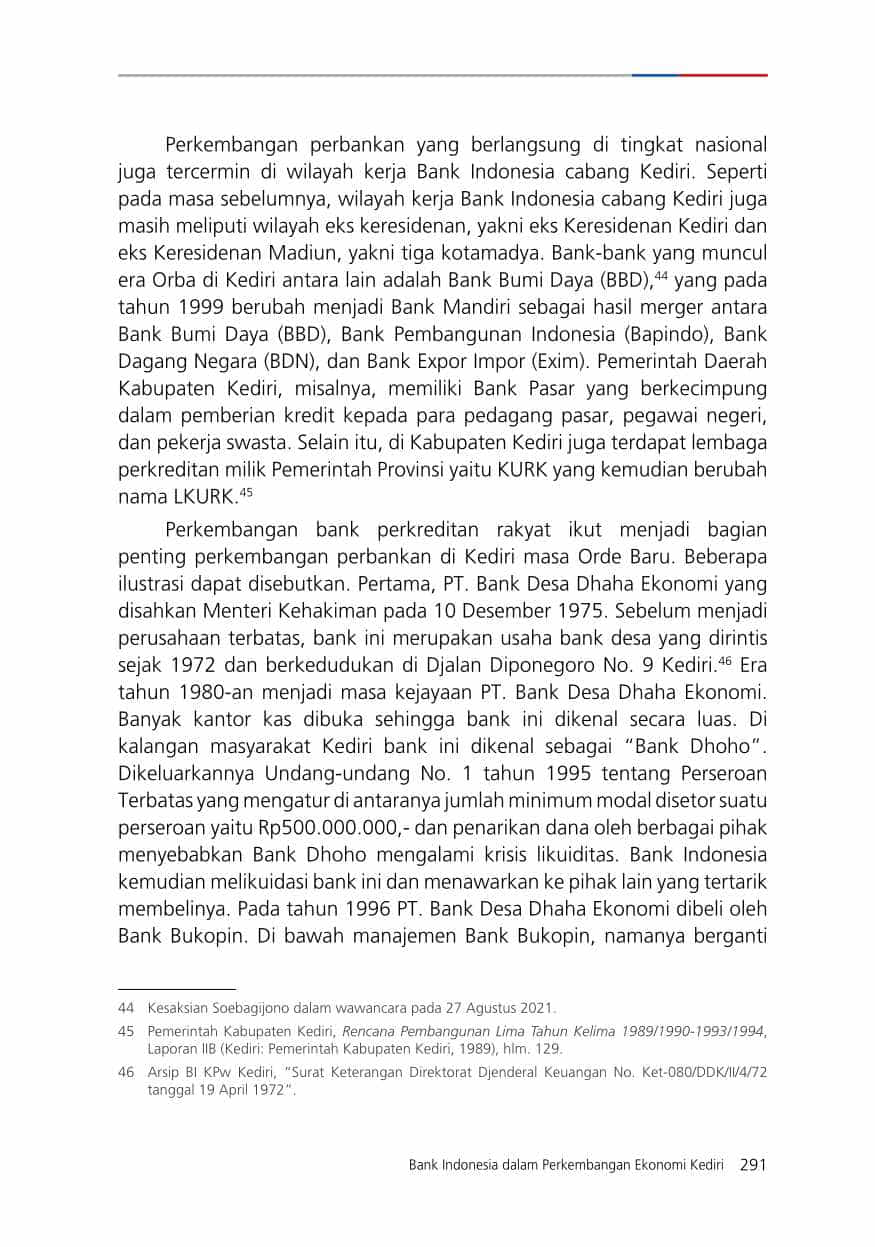 Perkembangan perbankan yang berlangsung di tingkat nasional
juga tercermin di wilayah kerja Bank Indonesia cabang Kediri. Seperti
pada masa sebelumnya, wilayah kerja Bank Indonesia cabang Kediri juga
masih meliputi wilayah eks keresidenan, yakni eks Keresidenan Kediri dan
eks Keresidenan Madiun, yakni tiga kotamadya. Bank-bank yang muncul
era Orba di Kediri antara lain adalah Bank Bumi Daya (BBD),⁴⁴ yang pada
tahun 1999 berubah menjadi Bank Mandiri sebagai hasil merger antara
Bank Bumi Daya (BBD), Bank Pembangunan Indonesia (Bapindo), Bank
Dagang Negara (BDN), dan Bank Expor Impor (Exim). Pemerintah Daerah
Kabupaten Kediri, misalnya, memiliki Bank Pasar yang berkecimpung
dalam pemberian kredit kepada para pedagang pasar, pegawai negeri,
dan pekerja swasta. Selain itu, di Kabupaten Kediri juga terdapat lembaga
perkreditan milik Pemerintah Provinsi yaitu KURK yang kemudian berubah
nama LKURK.⁴⁵
Perkembangan bank perkreditan rakyat ikut menjadi bagian
penting perkembangan perbankan di Kediri masa Orde Baru. Beberapa
ilustrasi dapat disebutkan. Pertama, PT. Bank Desa Dhaha Ekonomi yang
disahkan Menteri Kehakiman pada 10 Desember 1975. Sebelum menjadi
perusahaan terbatas, bank ini merupakan usaha bank desa yang dirintis
sejak 1972 dan berkedudukan di Djalan Diponegoro No. 9 Kediri.⁴⁶ Era
tahun 1980-an menjadi masa kejayaan PT. Bank Desa Dhaha Ekonomi.
Banyak kantor kas dibuka sehingga bank ini dikenal secara luas. Di
kalangan masyarakat Kediri bank ini dikenal sebagai “Bank Dhoho”.
Dikeluarkannya Undang-undang No. 1 tahun 1995 tentang Perseroan
Terbatas yang mengatur di antaranya jumlah minimum modal disetor suatu
perseroan yaitu Rp500.000.000,- dan penarikan dana oleh berbagai pihak
menyebabkan Bank Dhoho mengalami krisis likuiditas. Bank Indonesia
kemudian melikuidasi bank ini dan menawarkan ke pihak lain yang tertarik
membelinya. Pada tahun 1996 PT. Bank Desa Dhaha Ekonomi dibeli oleh
Bank Bukopin. Di bawah manajemen Bank Bukopin, namanya berganti
44 Kesaksian Soebagijono dalam wawancara pada 27 Agustus 2021.
45 Pemerintah Kabupaten Kediri, Rencana Pembangunan Lima Tahun Kelima 1989/1990-1993/1994,
Laporan IIB (Kediri: Pemerintah Kabupaten Kediri, 1989), hlm. 129.
46 Arsip BI KPw Kediri, “Surat Keterangan Direktorat Djenderal Keuangan No. Ket-080/DDK/II/4/72
tanggal 19 April 1972”.
Bank Indonesia dalam Perkembangan Ekonomi Kediri 291